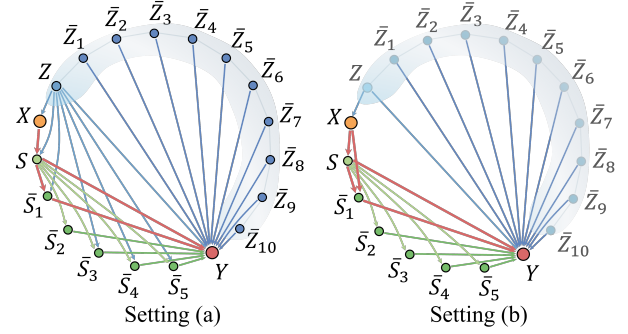 Z Z̄₁ Z̄₂ Z̄₃ Z̄₄ Z̄₅ Z̄₆ Z̄₇ Z̄₈ Z̄₉ Z̄₁₀
X
S
S̄₁ S̄₂ S̄₃ S̄₄ S̄₅ Y
Setting (a)
Z Z̄₁ Z̄₂ Z̄₃ Z̄₄ Z̄₅ Z̄₆ Z̄₇ Z̄₈ Z̄₉ Z̄₁₀
X
S
S̄₁ S̄₂ S̄₃ S̄₄ S̄₅ Y
Setting (b)